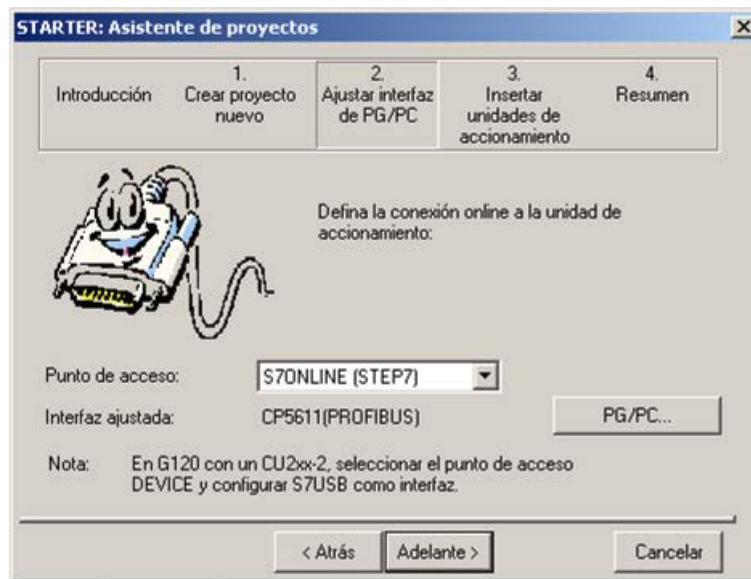 STARTER: Asistente de proyectos
Introducción
1.
Crear proyecto
nuevo
2.
Ajustar interfaz
de PG/PC
3.
Insertar
unidades de
accionamiento
4.
Resumen
Defina la conexión online a la unidad de
accionamiento:
Punto de acceso:
S7ONLINE (STEP7)
Interfaz ajustada:
CP5611(PROFIBUS)
PG/PC...
Nota: En G120 con un CU2xx-2, seleccionar el punto de acceso
DEVICE y configurar S7USB como interfaz.
< Atrás
Adelante >
Cancelar